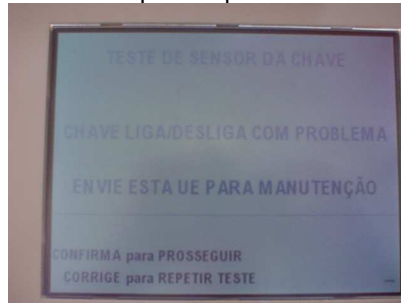 TESTE DE SENSOR DA CHAVE
CHAVE LIGA/DESLIGA COM PROBLEMA
ENVIE ESTA UE PARA MANUTENÇÃO
CONFIRMA para PROSSEGUIR
CORRIGE para REPETIR TESTE